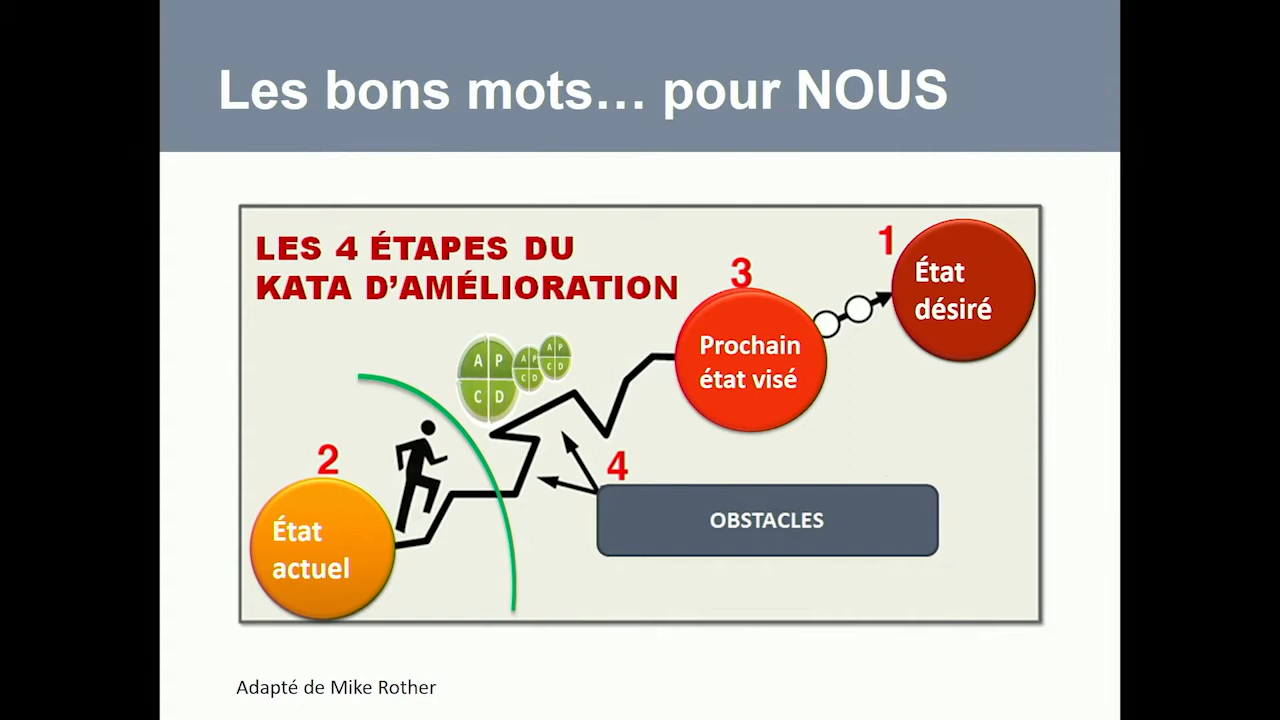 Les bons mots… pour NOUS
LES 4 ÉTAPES DU
KATA D’AMÉLIORATION
1
État
désiré
3
Prochain
état visé
A P
C D
A P
C D
A P
C D
2
État
actuel
4
OBSTACLES
Adapté de Mike Rother